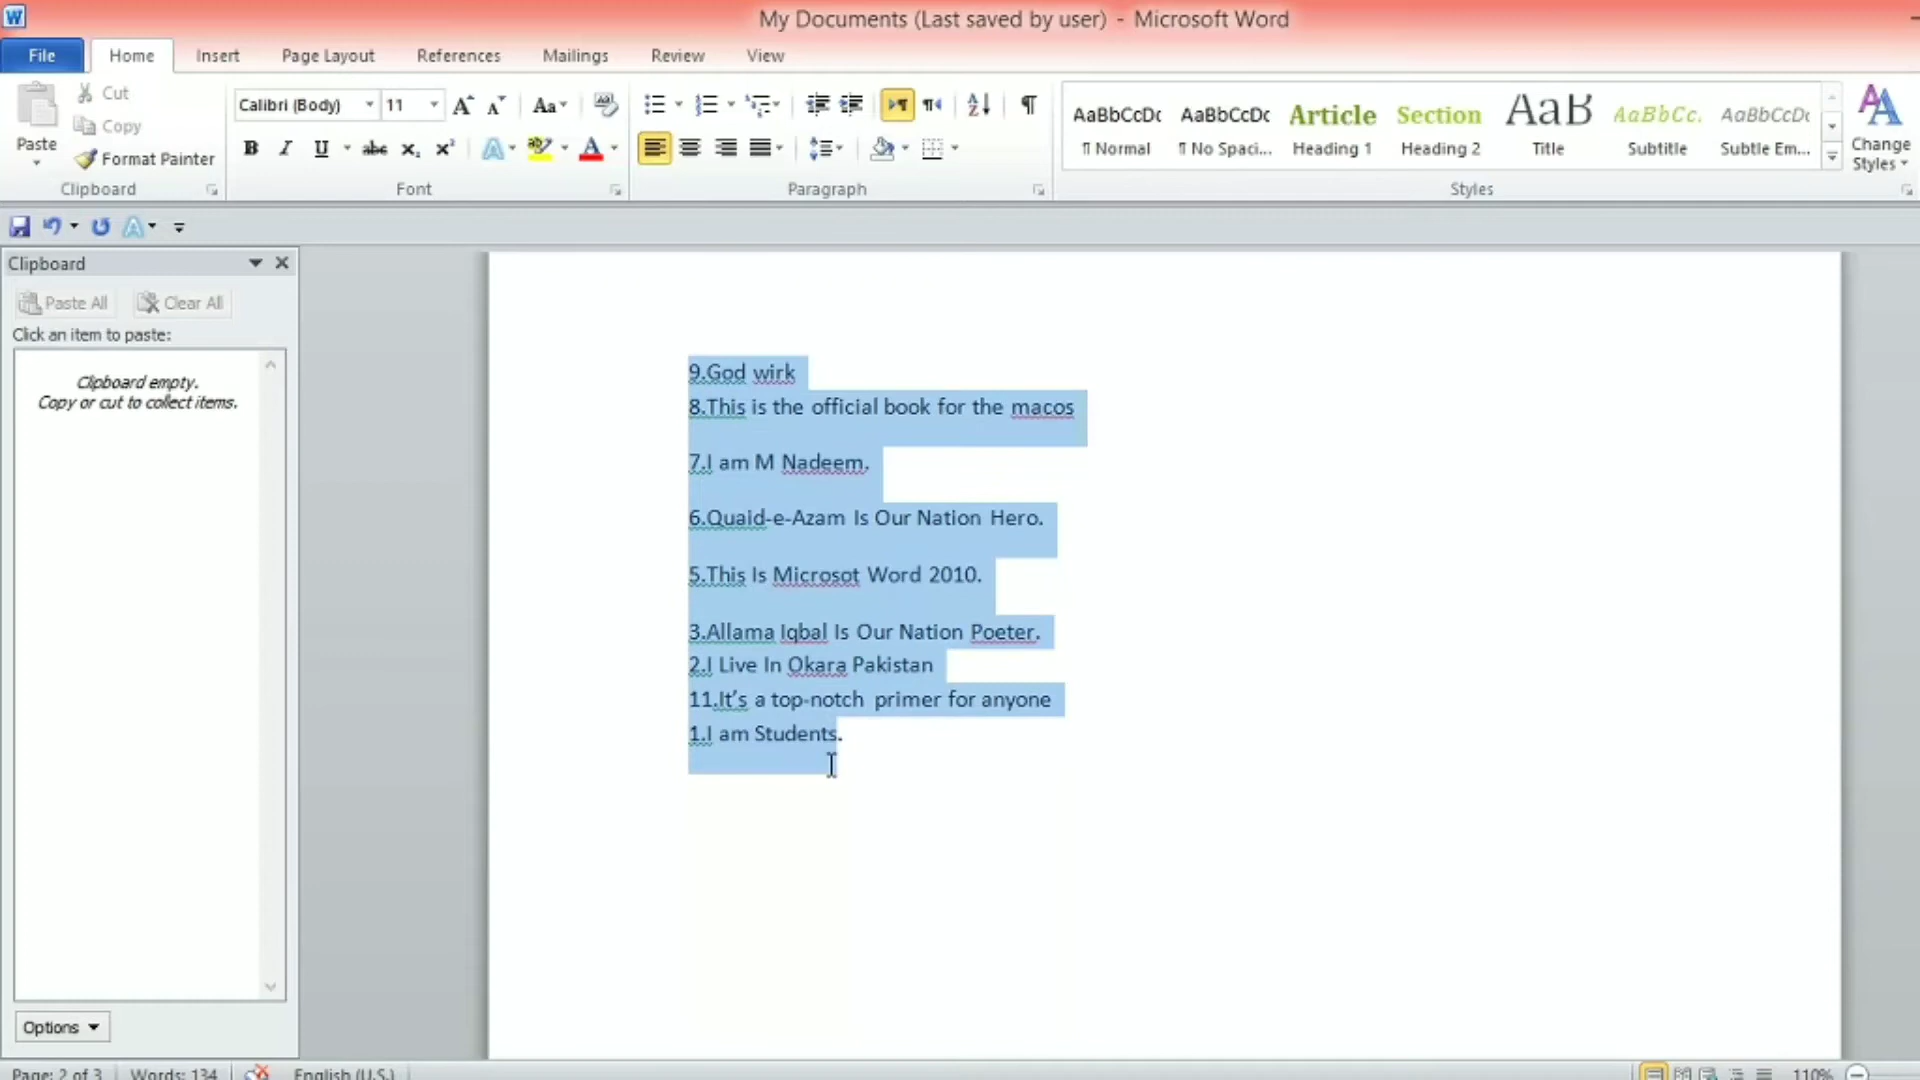 My Documents (Last saved by user) - Microsoft Word
File Home Insert Page Layout References Mailings Review View
Paste Cut Copy Format Painter
Clipboard
Calibri (Body) 11
Font
Paragraph
AaBbCcDc AaBbCcDc Article Section AaB AaBbCc. AaBbCcDc
¶ Normal ¶ No Spaci... Heading 1 Heading 2 Title Subtitle Subtle Em...
Change Styles
Styles
Clipboard
Paste All Clear All
Click an item to paste:
Clipboard empty.
Copy or cut to collect items.
Options
9.God wirk
8.This is the official book for the macos
7.I am M Nadeem.
6.Quaid-e-Azam Is Our Nation Hero.
5.This Is Microsot Word 2010.
3.Allama Iqbal Is Our Nation Poeter.
2.I Live In Okara Pakistan
11.It’s a top-notch primer for anyone
1.I am Students.
Page: 2 of 3 Words: 134 English (U.S.) 110%